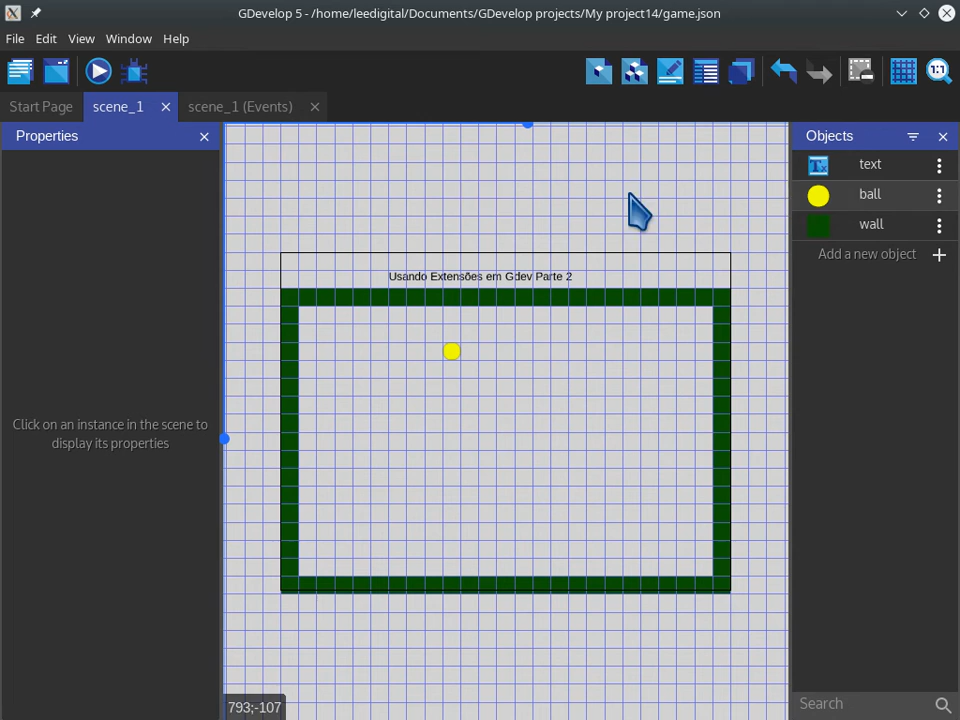 GDevelop 5 - /home/leedigital/Documents/GDevelop projects/My project14/game.json
File Edit View Window Help
1:1
Start Page scene_1 scene_1 (Events)
Properties
Objects
text
ball
wall
Add a new object
Usando Extensões em Gdev Parte 2
Click on an instance in the scene to
display its properties
793;-107
Search